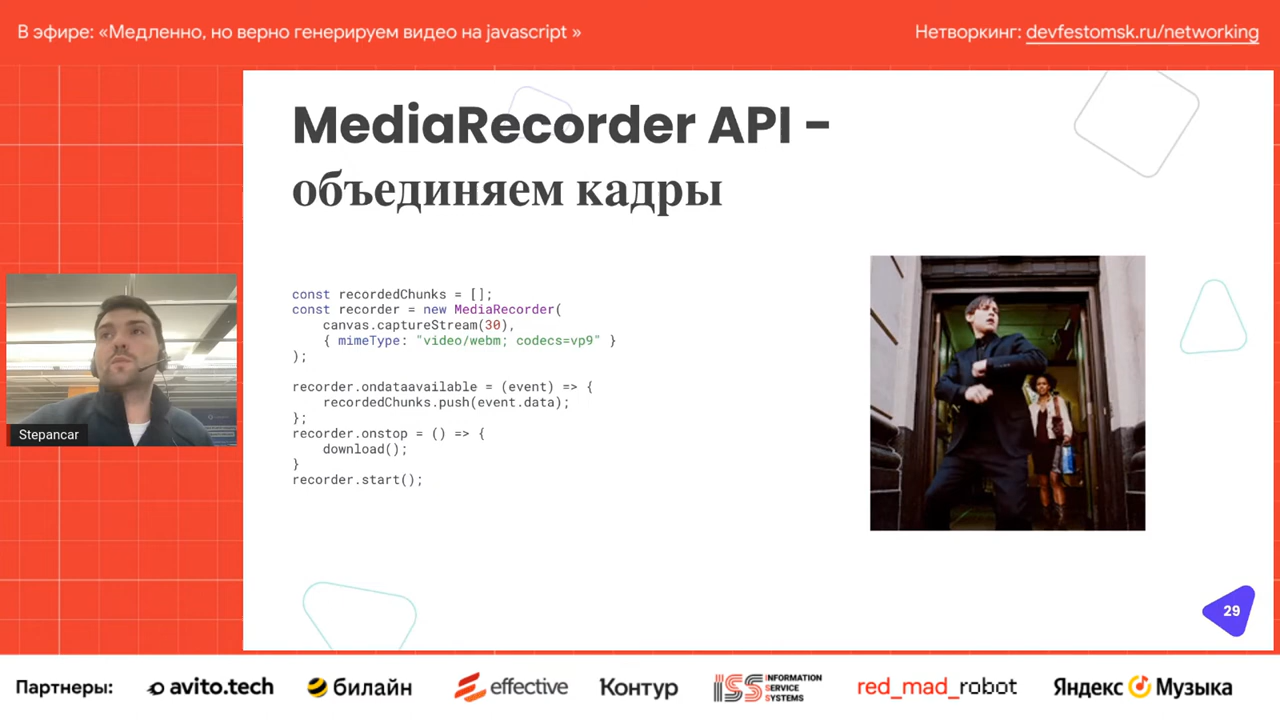 В эфире: «Медленно, но верно генерируем видео на javascript »
Нетворкинг: devfestomsk.ru/networking
MediaRecorder API -
объединяем кадры
const recordedChunks = [];
const recorder = new MediaRecorder(
    canvas.captureStream(30),
    { mimeType: "video/webm; codecs=vp9" }
);
recorder.ondataavailable = (event) => {
    recordedChunks.push(event.data);
};
recorder.onstop = () => {
    download();
}
recorder.start();
Stepancar
29
Партнеры:
avito.tech
билайн
effective
Контур
ISS INFORMATION
SERVICE
SYSTEMS
red_mad_robot
Яндекс Музыка